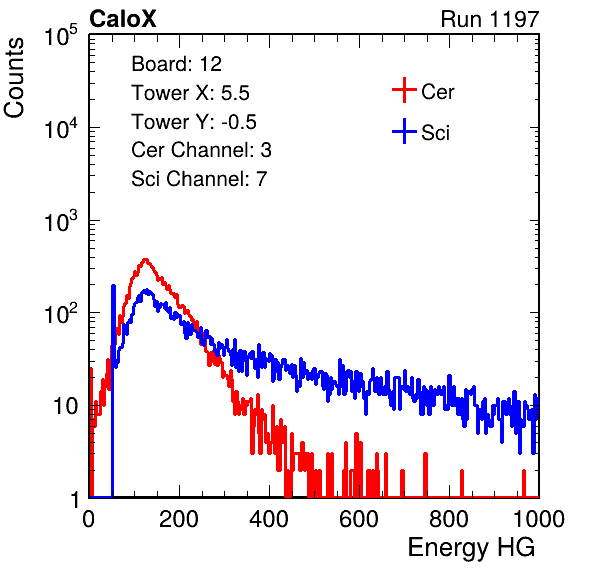 CaloX Run 1197
Counts
10^5
10^4
10^3
10^2
10
1
Board: 12
Tower X: 5.5
Tower Y: -0.5
Cer Channel: 3
Sci Channel: 7
Cer
Sci
0 200 400 600 800 1000
Energy HG